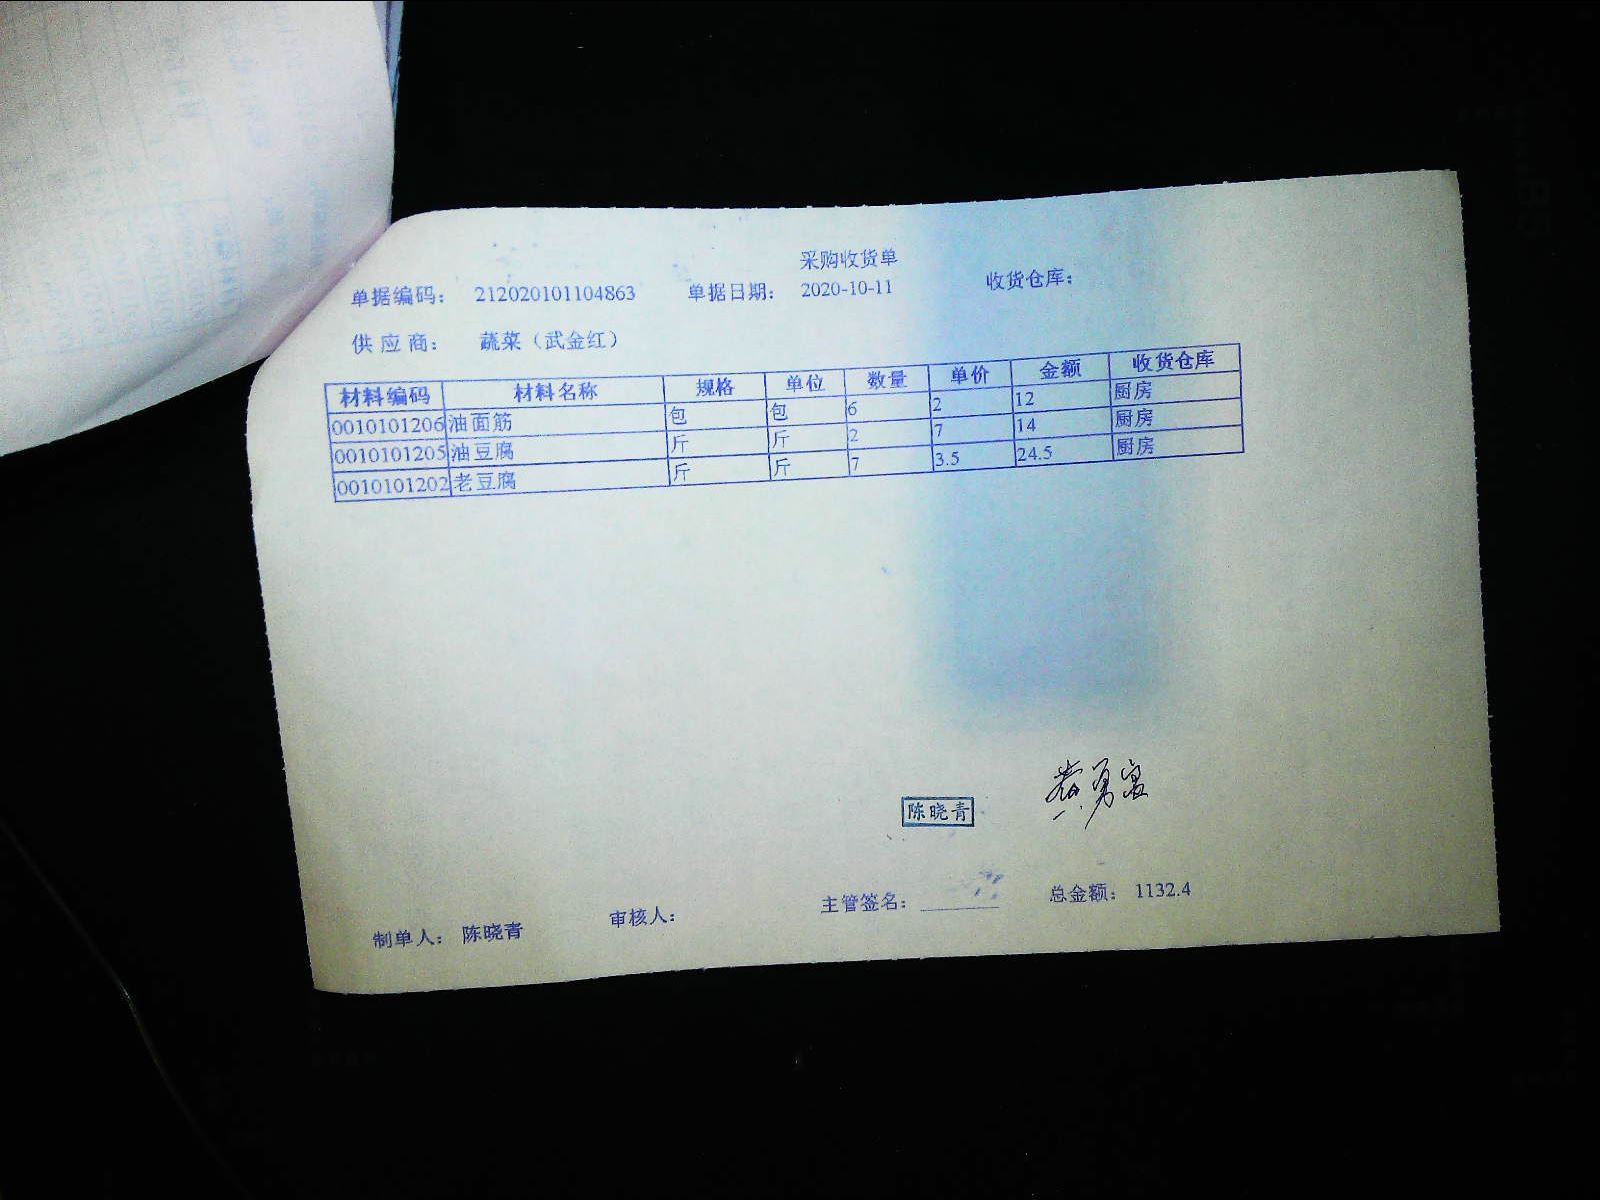 采购收货单
单据编码： 212020101104863 单据日期： 2020-10-11 收货仓库：
供应商： 蔬菜（武金红）
材料编码 材料名称 规格 单位 数量 单价 金额 收货仓库
0010101206 油面筋 包 包 6 2 12 厨房
0010101205 油豆腐 斤 斤 2 7 14 厨房
0010101202 老豆腐 斤 斤 7 3.5 24.5 厨房
陈晓青
制单人： 陈晓青 审核人： 主管签名： 总金额： 1132.4